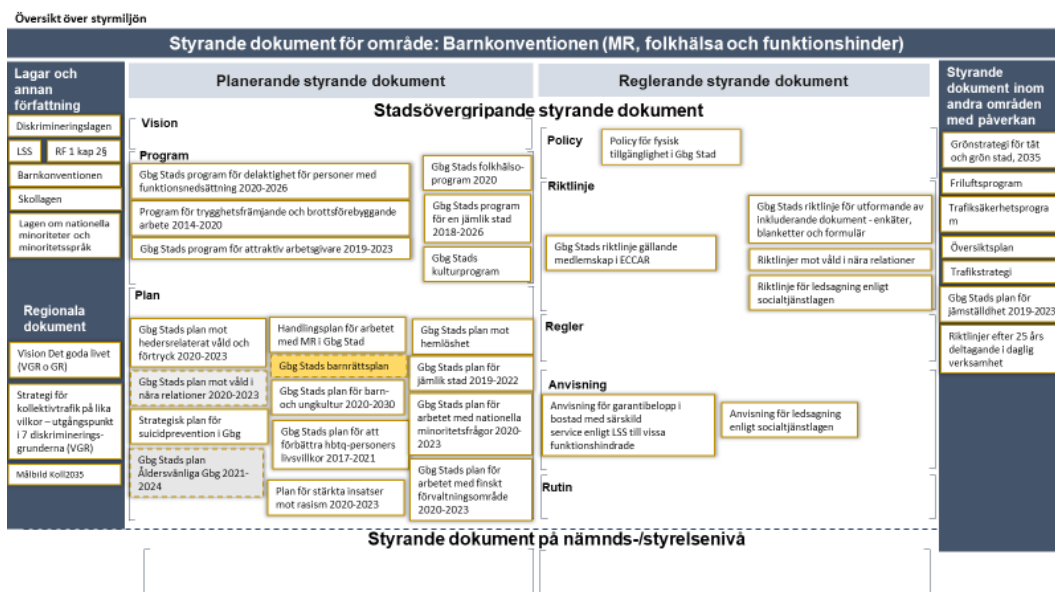 Översikt över styrmiljön
Styrande dokument för område: Barnkonventionen (MR, folkhälsa och funktionshinder)
Lagar och
annan
författning
Diskrimineringslagen
LSS
RF 1 kap 2§
Barnkonventionen
Skollagen
Lagen om nationella
minoriteter och
minoritetsspråk
Regionala
dokument
Vision Det goda livet
(VGR o GR)
Strategi för
kollektivtrafik på lika
vilkor – utgångspunkt
i 7 diskriminerings-
grunderna (VGR)
Målbild Koll2035
Planerande styrande dokument
Reglerande styrande dokument
Stadsövergripande styrande dokument
Vision
Program
Gbg Stads program för delaktighet för personer med
funktionsnedsättning 2020-2026
Program för trygghetsfrämjande och brottsförebyggande
arbete 2014-2020
Gbg Stads program för attraktiv arbetsgivare 2019-2023
Gbg Stads folkhälso-
program 2020
Gbg Stads program
för en jämlik stad
2018-2026
Gbg Stads
kulturprogram
Plan
Gbg Stads plan mot
hedersrelaterat våld och
förtryck 2020-2023
Gbg Stads plan mot våld i
nära relationer 2020-2023
Strategisk plan för
suicidprevention i Gbg
Gbg Stads plan
Åldersvänliga Gbg 2021-
2024
Handlingsplan för arbetet
med MR i Gbg Stad
Gbg Stads barnrättsplan
Gbg Stads plan för barn-
och ungkultur 2020-2030
Gbg Stads plan för att
förbättra hbtq-personers
livsvillkor 2017-2021
Plan för stärkta insatser
mot rasism 2020-2023
Gbg Stads plan mot
hemlöshet
Gbg Stads plan för
jämlik stad 2019-2022
Gbg Stads plan för
arbetet med nationella
minoritetsfrågor 2020-
2023
Gbg Stads plan för
arbetet med finskt
förvaltningsområde
2020-2023
Policy
Policy för fysisk
tillgänglighet i Gbg Stad
Riktlinje
Gbg Stads riktlinje gällande
medlemskap i ECCAR
Gbg Stads riktlinje för utformande av
inkluderande dokument - enkäter,
blanketter och formulär
Riktlinjer mot våld i nära relationer
Riktlinje för ledsagning enligt
socialtjänstlagen
Regler
Anvisning
Anvisning för garantibelopp i
bostad med särskild
service enligt LSS till vissa
funktionshindrade
Anvisning för ledsagning
enligt socialtjänstlagen
Rutin
Styrande
dokument inom
andra områden
med påverkan
Grönstrategi för tät
och grön stad, 2035
Friluftsprogram
Trafiksäkerhetsprogra
m
Översiktsplan
Trafikstrategi
Gbg Stads plan för
jämställdhet 2019-2023
Riktlinjer efter 25 års
deltagande i daglig
verksamhet
Styrande dokument på nämnds-/styrelsenivå